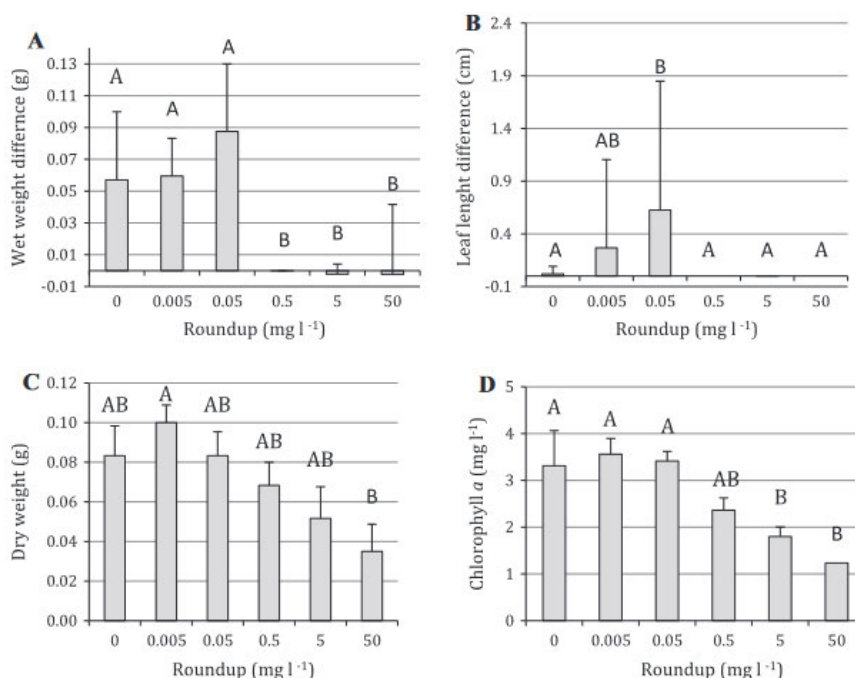 A
Wet weight differnce (g)
0.13
0.11
0.09
0.07
0.05
0.03
0.01
-0.01
A A A B B B
0 0.005 0.05 0.5 5 50
Roundup (mg l -1)
B
Leaf lenght difference (cm)
2.4
1.9
1.4
0.9
0.4
-0.1
A AB B A A A
0 0.005 0.05 0.5 5 50
Roundup (mg l -1)
C
Dry weight (g)
0.12
0.10
0.08
0.06
0.04
0.02
0.00
AB A AB AB AB B
0 0.005 0.05 0.5 5 50
Roundup (mg l -1)
D
Chlorophyll a (mg l-1)
5
4
3
2
1
0
A A A AB B B
0 0.005 0.05 0.5 5 50
Roundup (mg l -1)